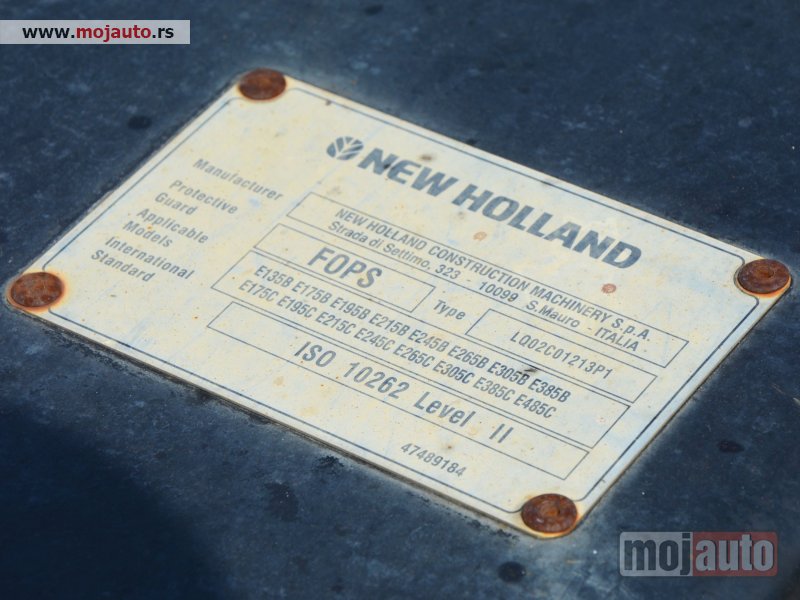 www.mojauto.rs
NEW HOLLAND
Manufacturer
NEW HOLLAND CONSTRUCTION MACHINERY S.p.A.
Strada di Settimo, 323 - 10099 S.Mauro - ITALIA -
Protective
Guard
FOPS
Type
LQ02C01213P1
Applicable
Models
E135B E175B E195B E215B E245B E265B E305B E385B
E175C E195C E215C E245C E265C E305C E385C E485C
International
Standard
ISO 10262 Level II
47489184
mojauto